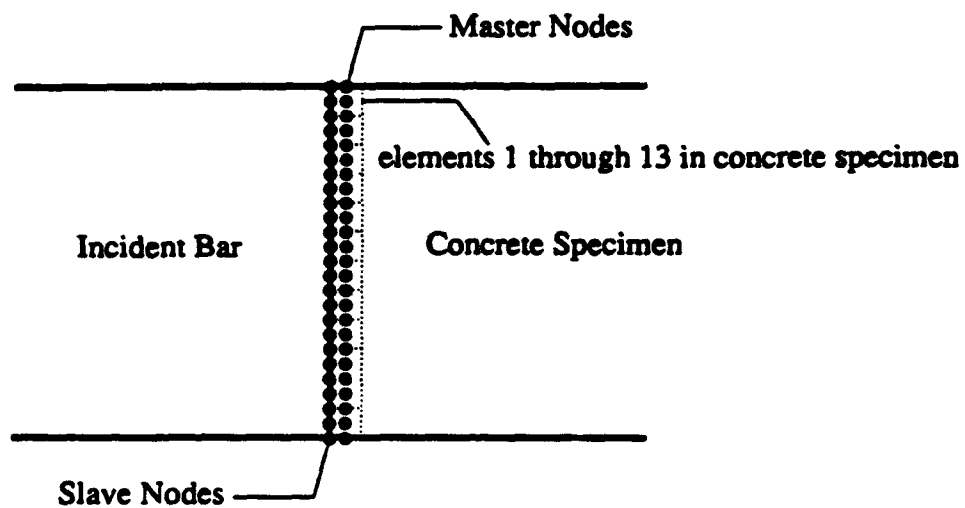 Master Nodes
elements 1 through 13 in concrete specimen
Incident Bar
Concrete Specimen
Slave Nodes